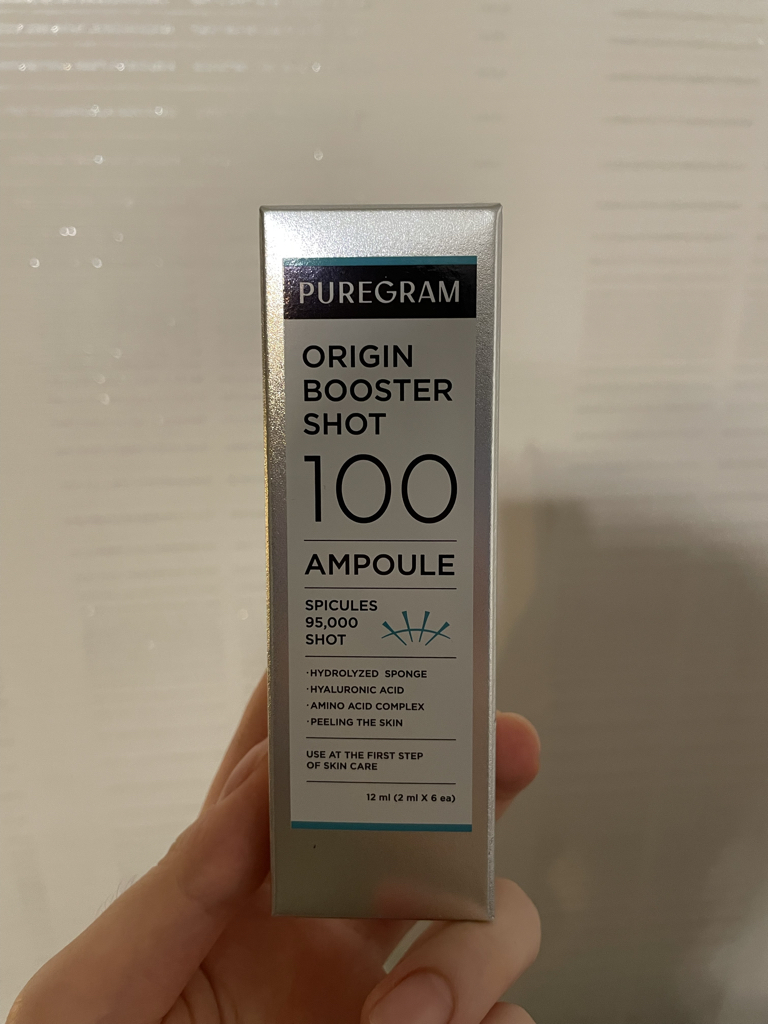 PUREGRAM
ORIGIN
BOOSTER
SHOT
100
AMPOULE
SPICULES
95,000
SHOT
·HYDROLYZED SPONGE
·HYALURONIC ACID
·AMINO ACID COMPLEX
·PEELING THE SKIN
USE AT THE FIRST STEP
OF SKIN CARE
12 ml (2 ml X 6 ea)